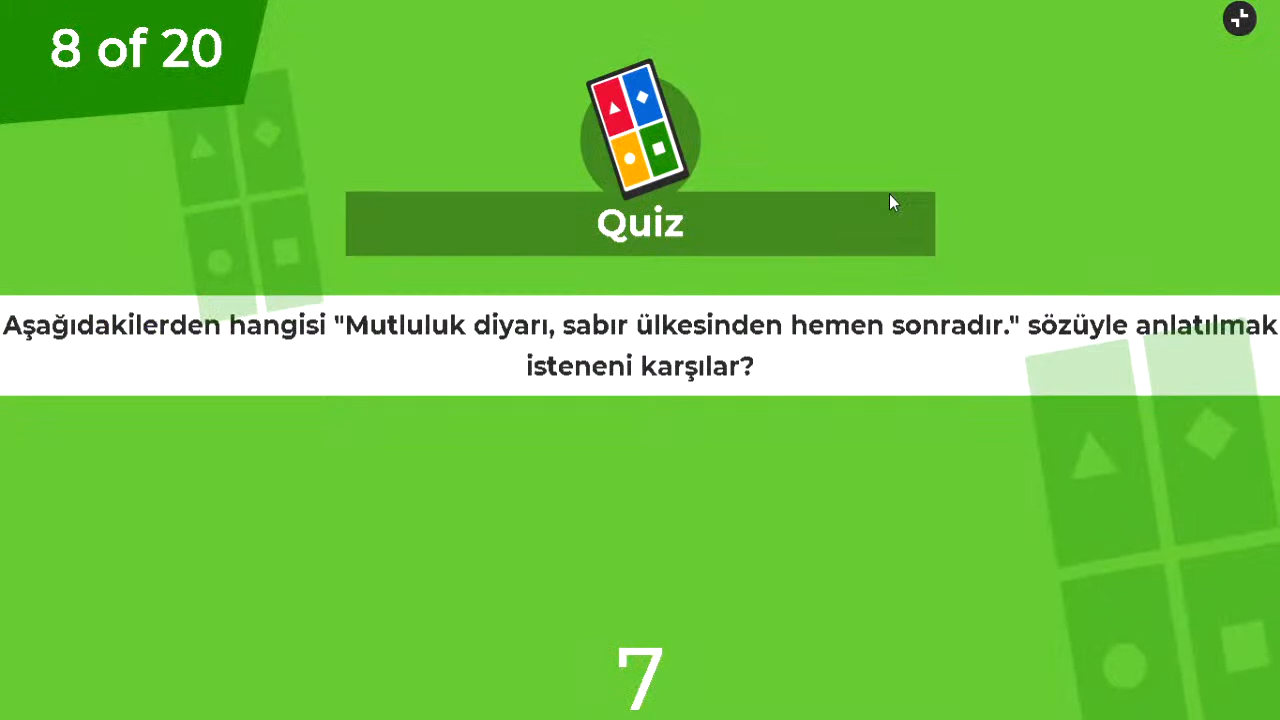 8 of 20
Quiz
Aşağıdakilerden hangisi "Mutluluk diyarı, sabır ülkesinden hemen sonradır." sözüyle anlatılmak
isteneni karşılar?
7